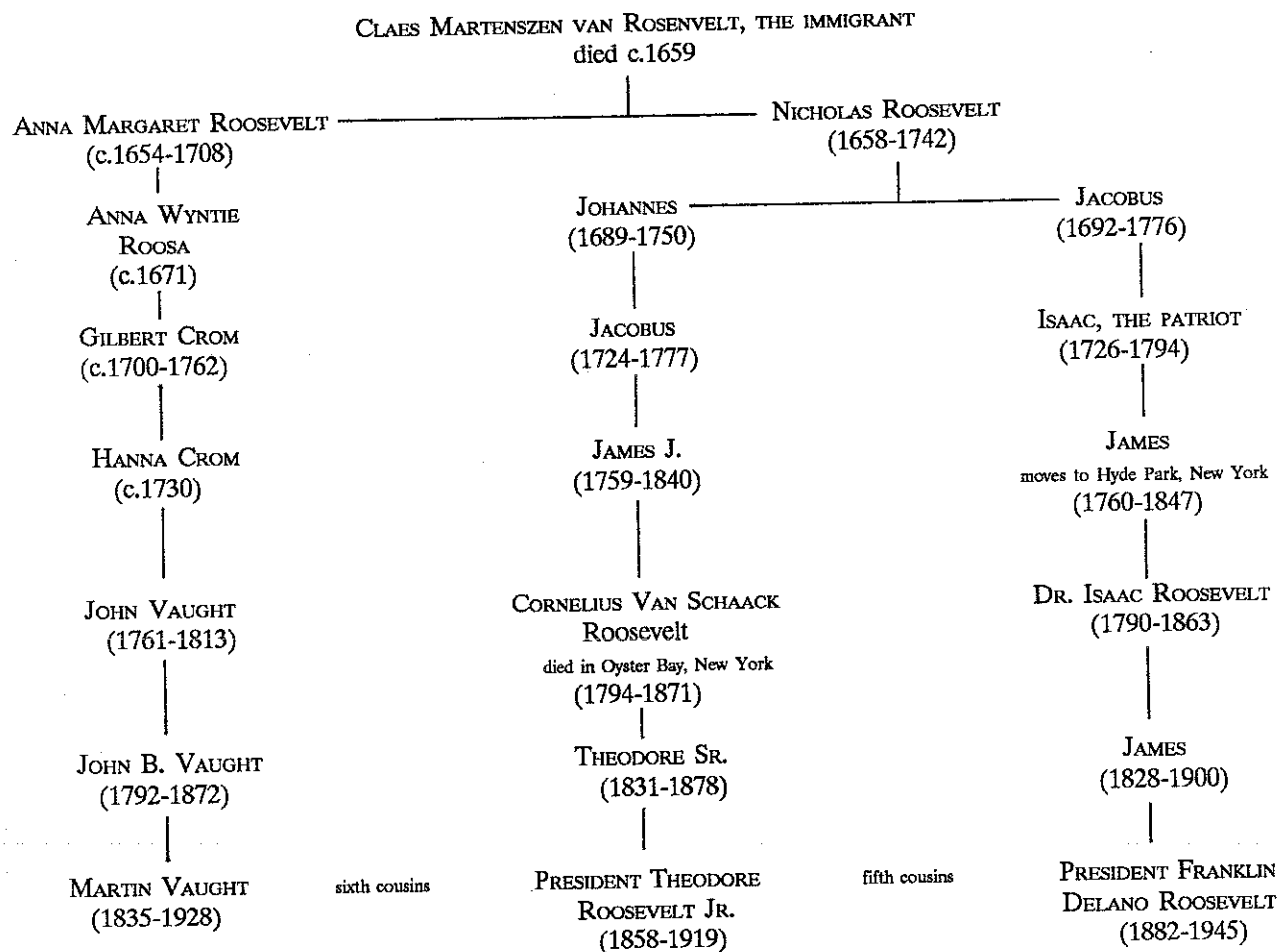 CLAES MARTENSZEN VAN ROSENVELT, THE IMMIGRANT
died c.1659
ANNA MARGARET ROOSEVELT
(c.1654-1708)
NICHOLAS ROOSEVELT
(1658-1742)
ANNA WYNTIE
ROOSA
(c.1671)
JOHANNES
(1689-1750)
JACOBUS
(1692-1776)
GILBERT CROM
(c.1700-1762)
JACOBUS
(1724-1777)
ISAAC, THE PATRIOT
(1726-1794)
HANNA CROM
(c.1730)
JAMES J.
(1759-1840)
JAMES
moves to Hyde Park, New York
(1760-1847)
JOHN VAUGHT
(1761-1813)
CORNELIUS VAN SCHAACK
Roosevelt
died in Oyster Bay, New York
(1794-1871)
DR. ISAAC ROOSEVELT
(1790-1863)
JOHN B. VAUGHT
(1792-1872)
THEODORE SR.
(1831-1878)
JAMES
(1828-1900)
MARTIN VAUGHT
(1835-1928)
sixth cousins
PRESIDENT THEODORE
ROOSEVELT JR.
(1858-1919)
fifth cousins
PRESIDENT FRANKLIN
DELANO ROOSEVELT
(1882-1945)